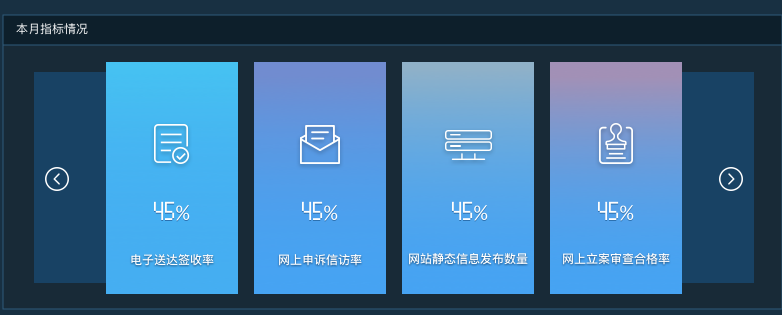 本月指标情况
45%
45%
45%
45%
电子送达签收率
网上申诉信访率
网站静态信息发布数量
网上立案审查合格率